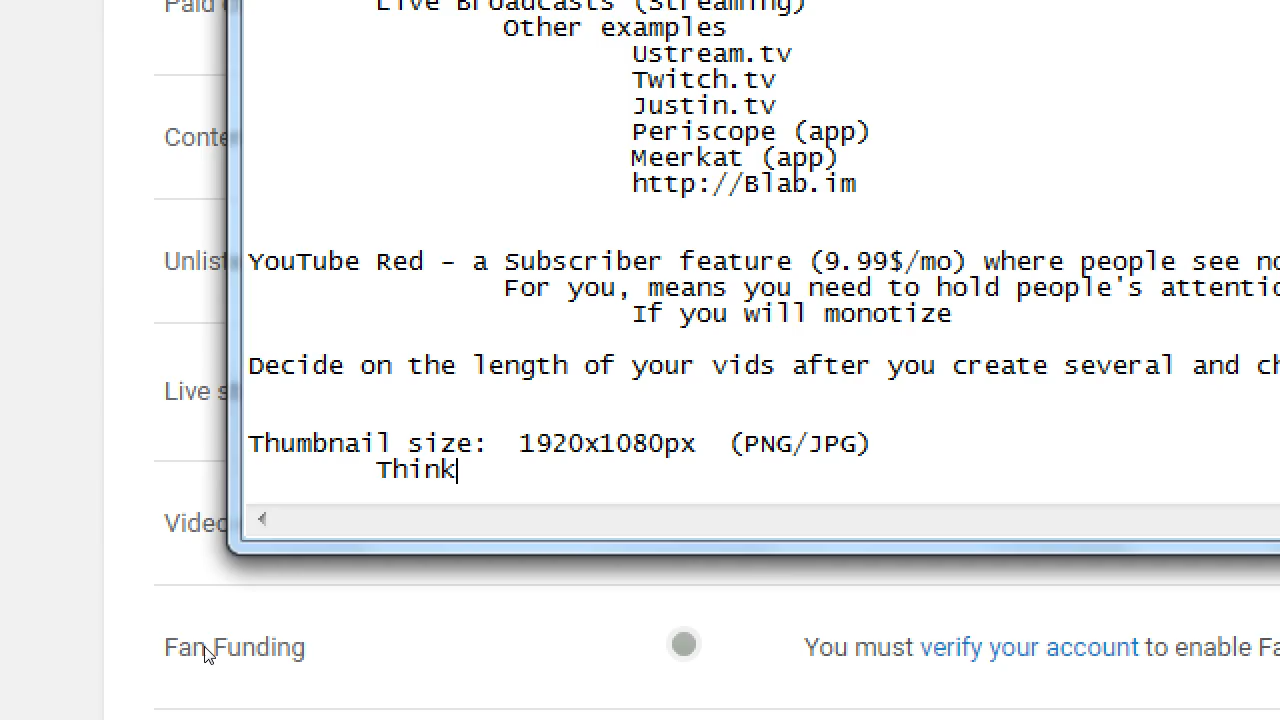 Paid
Live Broadcasts (Streaming)
Other examples
Ustream.tv
Twitch.tv
Justin.tv
Periscope (app)
Meerkat (app)
http://Blab.im
YouTube Red - a Subscriber feature (9.99$/mo) where people see no
For you, means you need to hold people's attentio
If you will monotize
Decide on the length of your vids after you create several and ch
Thumbnail size: 1920x1080px (PNG/JPG)
Think
Conte
Unlist
Live s
Video
Fan Funding
You must verify your account to enable Fa